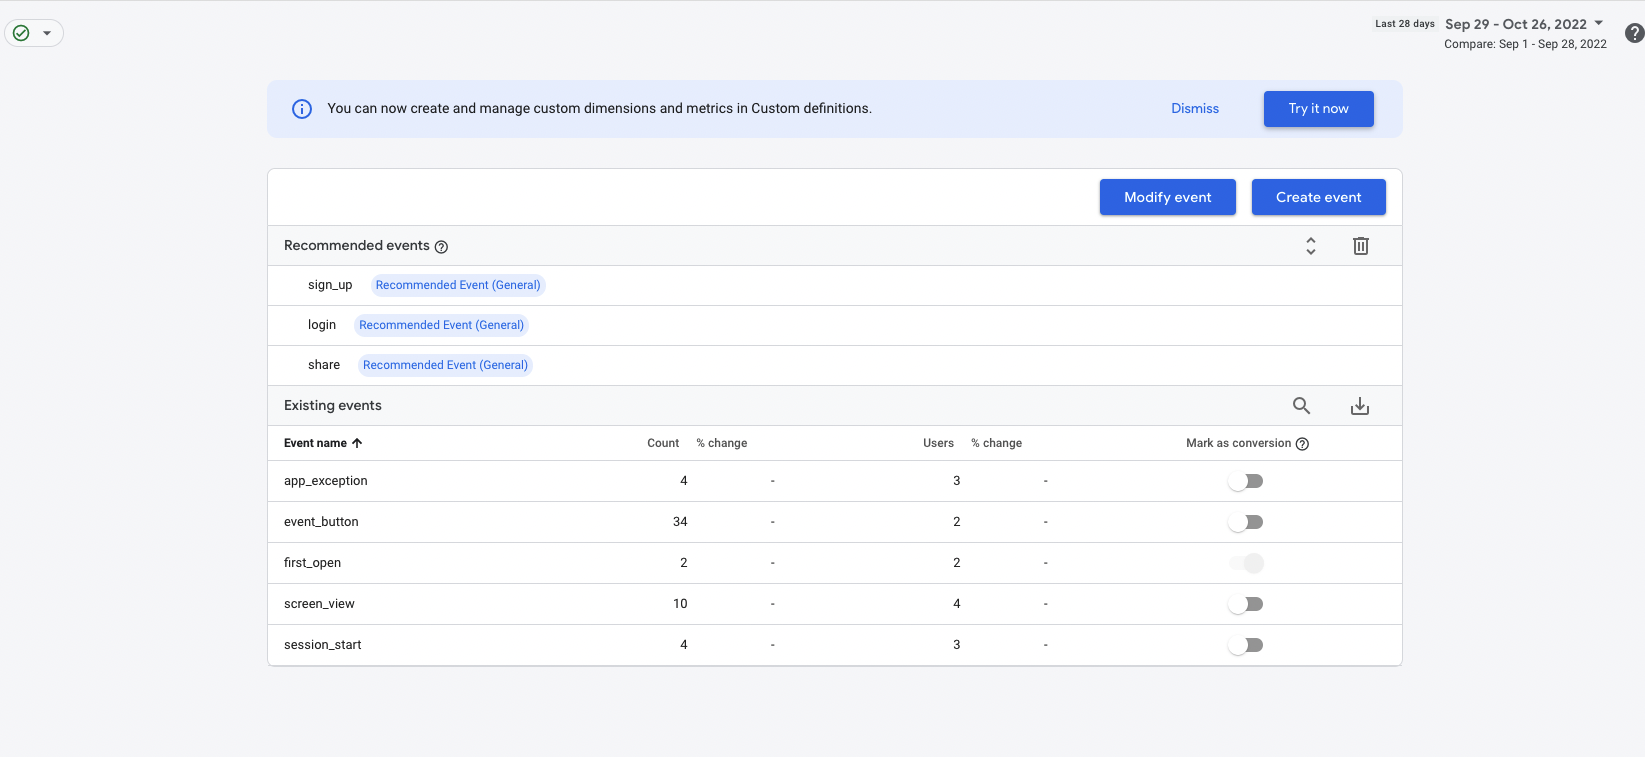 Last 28 days Sep 29 - Oct 26, 2022
Compare: Sep 1 - Sep 28, 2022
You can now create and manage custom dimensions and metrics in Custom definitions. Dismiss Try it now
Modify event Create event
Recommended events
sign_up Recommended Event (General)
login Recommended Event (General)
share Recommended Event (General)
Existing events
Event name Count % change Users % change Mark as conversion
app_exception 4 - 3 -
event_button 34 - 2 -
first_open 2 - 2 -
screen_view 10 - 4 -
session_start 4 - 3 -